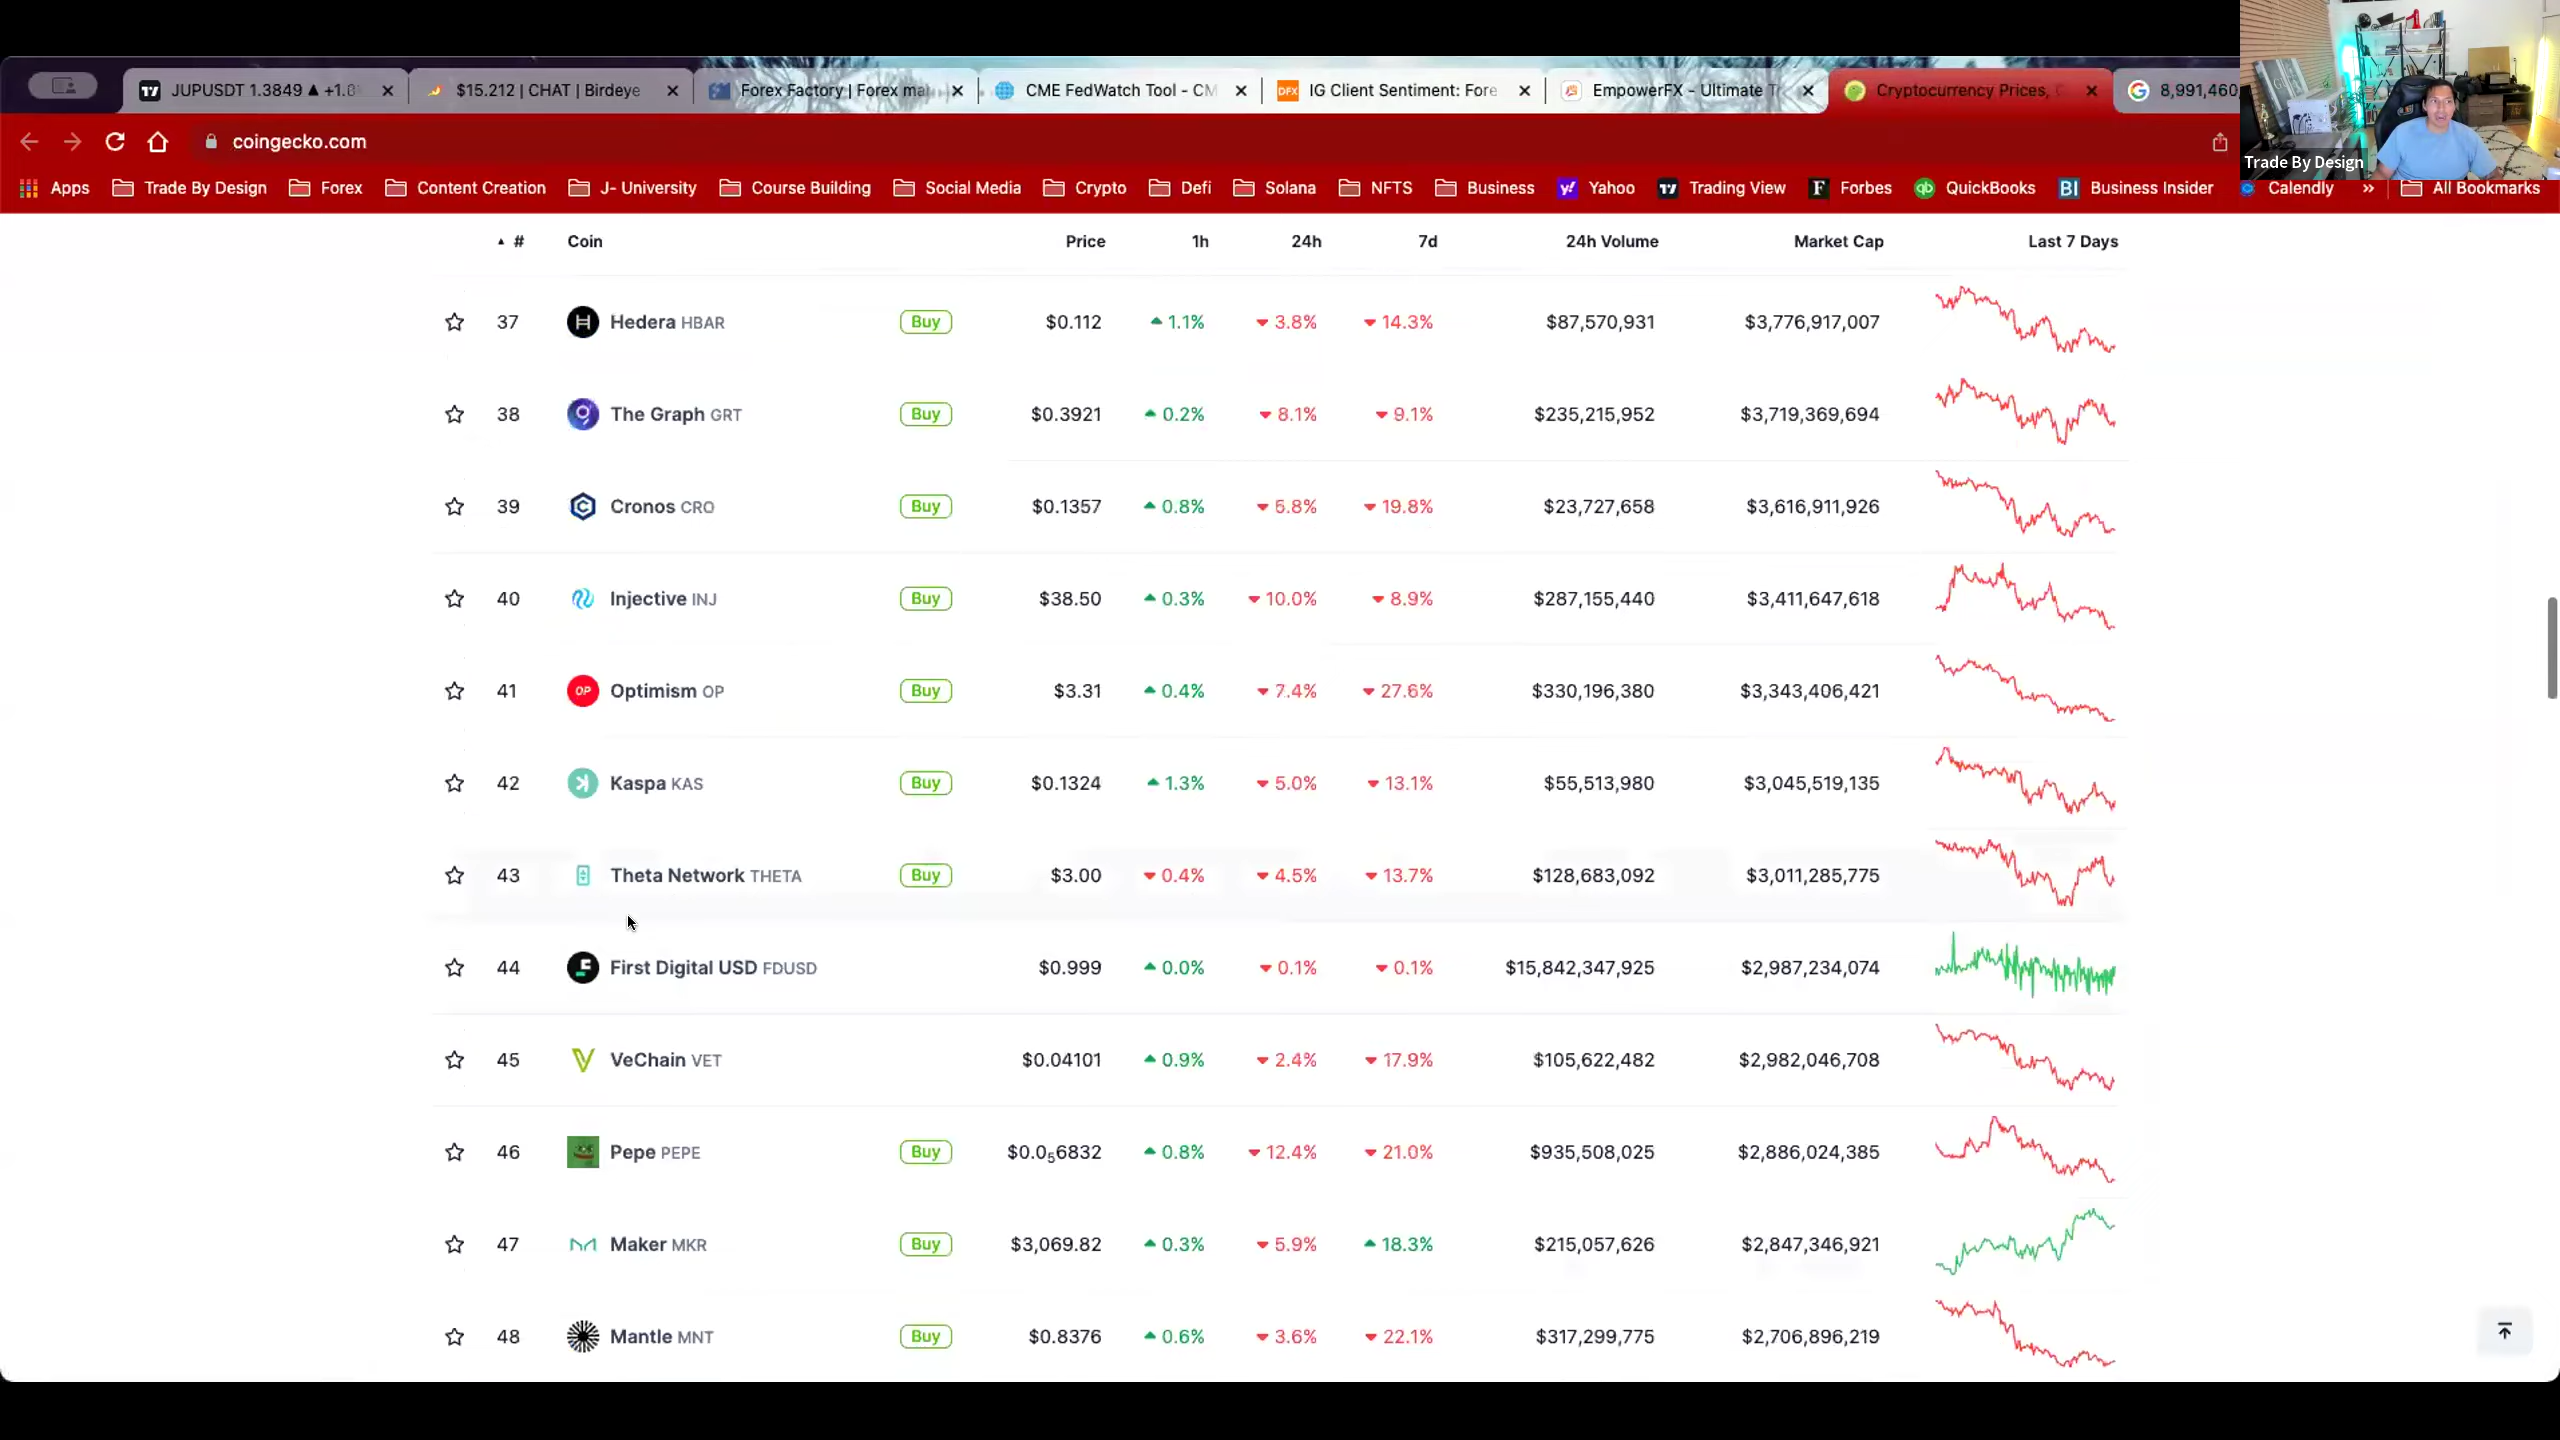 JUPUSDT 1.3849 ▲ +1.8 $15.212 | CHAT | Birdeye Forex Factory | Forex ma CME FedWatch Tool - CM IG Client Sentiment: Fore EmpowerFX - Ultimate T Cryptocurrency Prices, 8,991,460
coingecko.com
Trade By Design
Apps Trade By Design Forex Content Creation J- University Course Building Social Media Crypto Defi Solana NFTS Business Yahoo Trading View Forbes QuickBooks Business Insider Calendly » All Bookmarks
# Coin Price 1h 24h 7d 24h Volume Market Cap Last 7 Days
37 Hedera HBAR Buy $0.112 1.1% 3.8% 14.3% $87,570,931 $3,776,917,007
38 The Graph GRT Buy $0.3921 0.2% 8.1% 9.1% $235,215,952 $3,719,369,694
39 Cronos CRO Buy $0.1357 0.8% 5.8% 19.8% $23,727,658 $3,616,911,926
40 Injective INJ Buy $38.50 0.3% 10.0% 8.9% $287,155,440 $3,411,647,618
41 Optimism OP Buy $3.31 0.4% 7.4% 27.6% $330,196,380 $3,343,406,421
42 Kaspa KAS Buy $0.1324 1.3% 5.0% 13.1% $55,513,980 $3,045,519,135
43 Theta Network THETA Buy $3.00 0.4% 4.5% 13.7% $128,683,092 $3,011,285,775
44 First Digital USD FDUSD $0.999 0.0% 0.1% 0.1% $15,842,347,925 $2,987,234,074
45 VeChain VET $0.04101 0.9% 2.4% 17.9% $105,622,482 $2,982,046,708
46 Pepe PEPE Buy $0.0₅6832 0.8% 12.4% 21.0% $935,508,025 $2,886,024,385
47 Maker MKR Buy $3,069.82 0.3% 5.9% 18.3% $215,057,626 $2,847,346,921
48 Mantle MNT Buy $0.8376 0.6% 3.6% 22.1% $317,299,775 $2,706,896,219